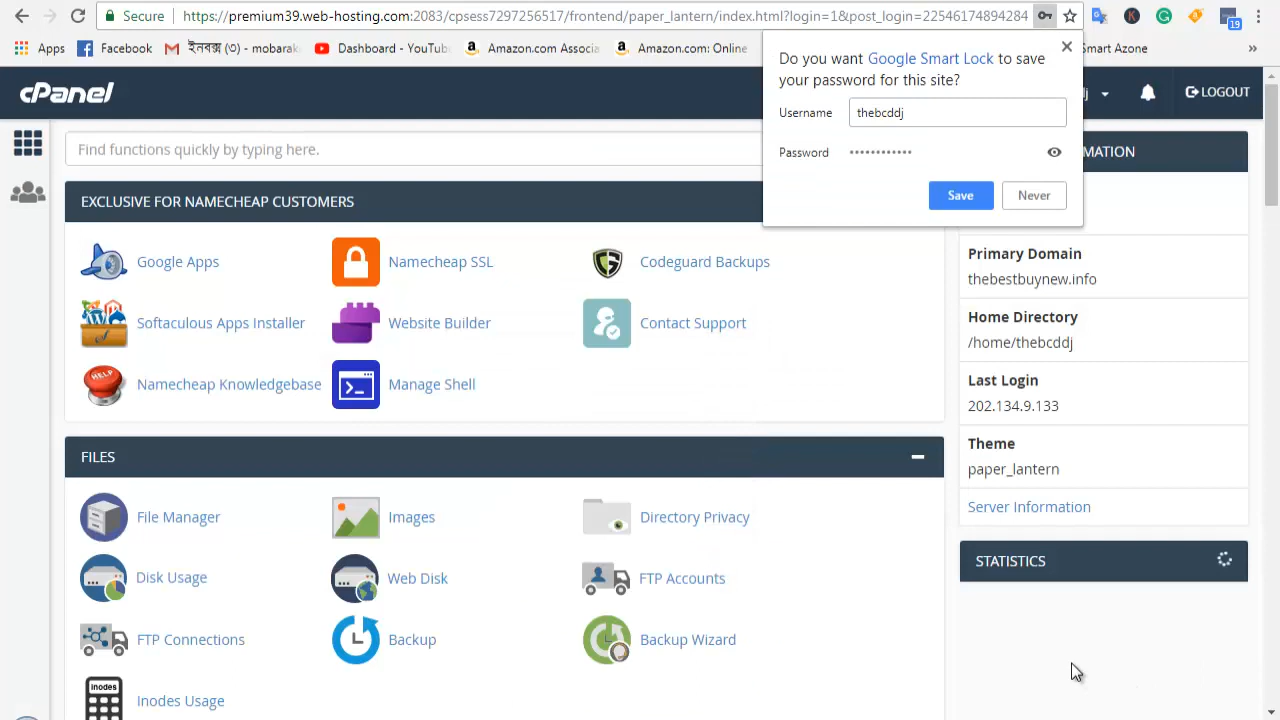 Secure https://premium39.web-hosting.com:2083/cpsess7297256517/frontend/paper_lantern/index.html?login=1&post_login=22546174894284
19
Apps Facebook ইনবক্স (৩) - mobarak Dashboard - YouTube Amazon.com Associa Amazon.com: Online Smart Azone »
Do you want Google Smart Lock to save
your password for this site?
Username thebcddj
Password ••••••••••••
Save Never
cPanel
j LOGOUT
Find functions quickly by typing here.
MATION
EXCLUSIVE FOR NAMECHEAP CUSTOMERS
Google Apps Namecheap SSL Codeguard Backups
Softaculous Apps Installer Website Builder Contact Support
Namecheap Knowledgebase Manage Shell
HELP
Primary Domain
thebestbuynew.info
Home Directory
/home/thebcddj
Last Login
202.134.9.133
Theme
paper_lantern
Server Information
STATISTICS
FILES
File Manager Images Directory Privacy
Disk Usage Web Disk FTP Accounts
FTP Connections Backup Backup Wizard
inodes
Inodes Usage